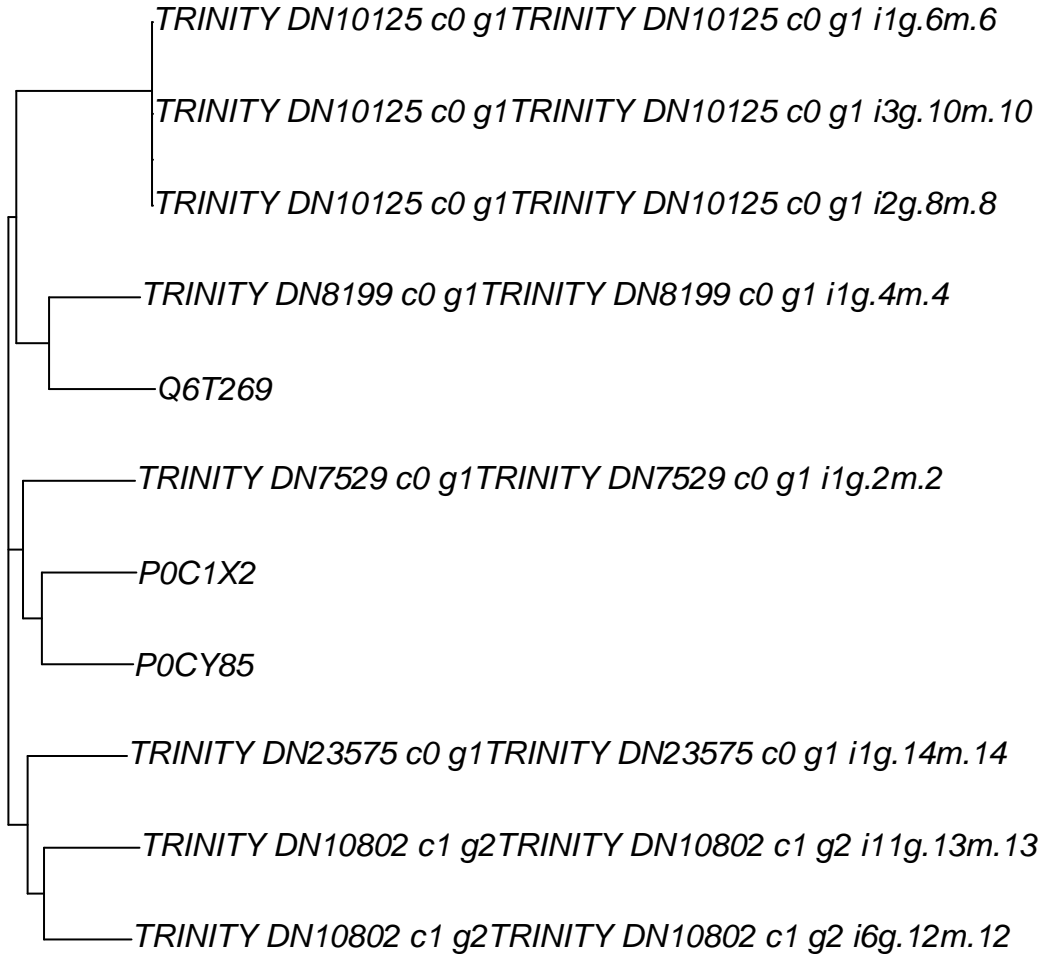 TRINITY DN10125 c0 g1TRINITY DN10125 c0 g1 i1g.6m.6
TRINITY DN10125 c0 g1TRINITY DN10125 c0 g1 i3g.10m.10
TRINITY DN10125 c0 g1TRINITY DN10125 c0 g1 i2g.8m.8
TRINITY DN8199 c0 g1TRINITY DN8199 c0 g1 i1g.4m.4
Q6T269
TRINITY DN7529 c0 g1TRINITY DN7529 c0 g1 i1g.2m.2
P0C1X2
P0CY85
TRINITY DN23575 c0 g1TRINITY DN23575 c0 g1 i1g.14m.14
TRINITY DN10802 c1 g2TRINITY DN10802 c1 g2 i11g.13m.13
TRINITY DN10802 c1 g2TRINITY DN10802 c1 g2 i6g.12m.12